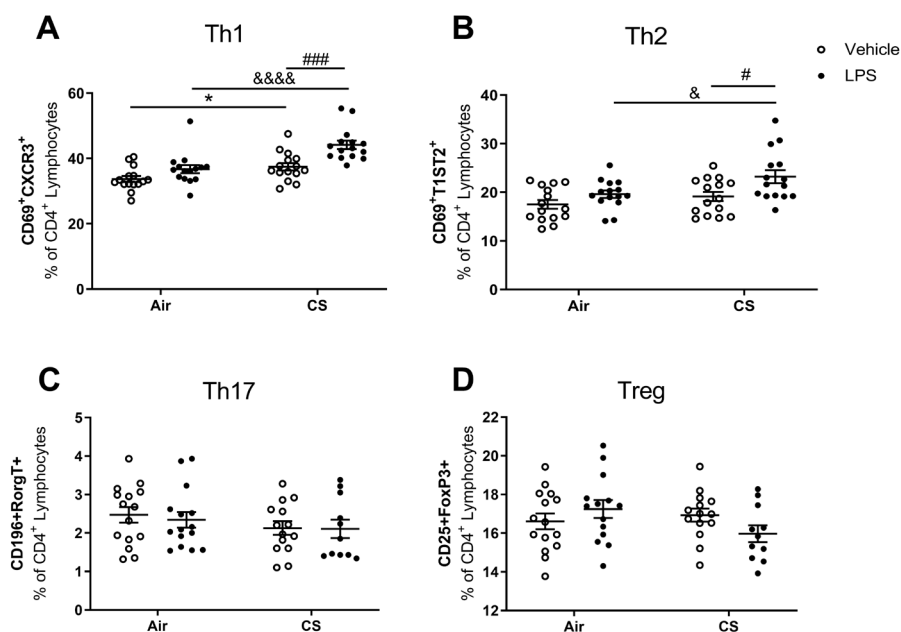 A
Th1
###
&&&&
*
CD69⁺CXCR3⁺
% of CD4⁺ Lymphocytes
60
40
20
0
Air
CS
B
Th2
#
&
CD69⁺T1ST2⁺
% of CD4⁺ Lymphocytes
40
30
20
10
0
Air
CS
Vehicle
LPS
C
Th17
CD196+RorgT+
% of CD4⁺ Lymphocytes
5
4
3
2
1
0
Air
CS
D
Treg
CD25+FoxP3+
% of CD4⁺ Lymphocytes
22
20
18
16
14
12
Air
CS